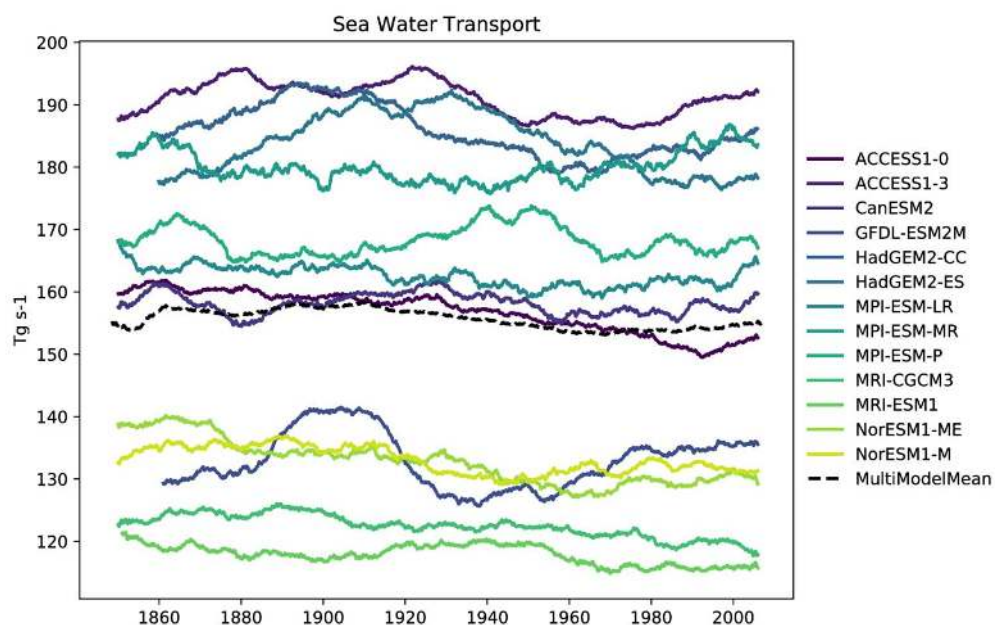 Sea Water Transport
Tg s-1
200
190
180
170
160
150
140
130
120
1860
1880
1900
1920
1940
1960
1980
2000
ACCESS1-0
ACCESS1-3
CanESM2
GFDL-ESM2M
HadGEM2-CC
HadGEM2-ES
MPI-ESM-LR
MPI-ESM-MR
MPI-ESM-P
MRI-CGCM3
MRI-ESM1
NorESM1-ME
NorESM1-M
MultiModelMean